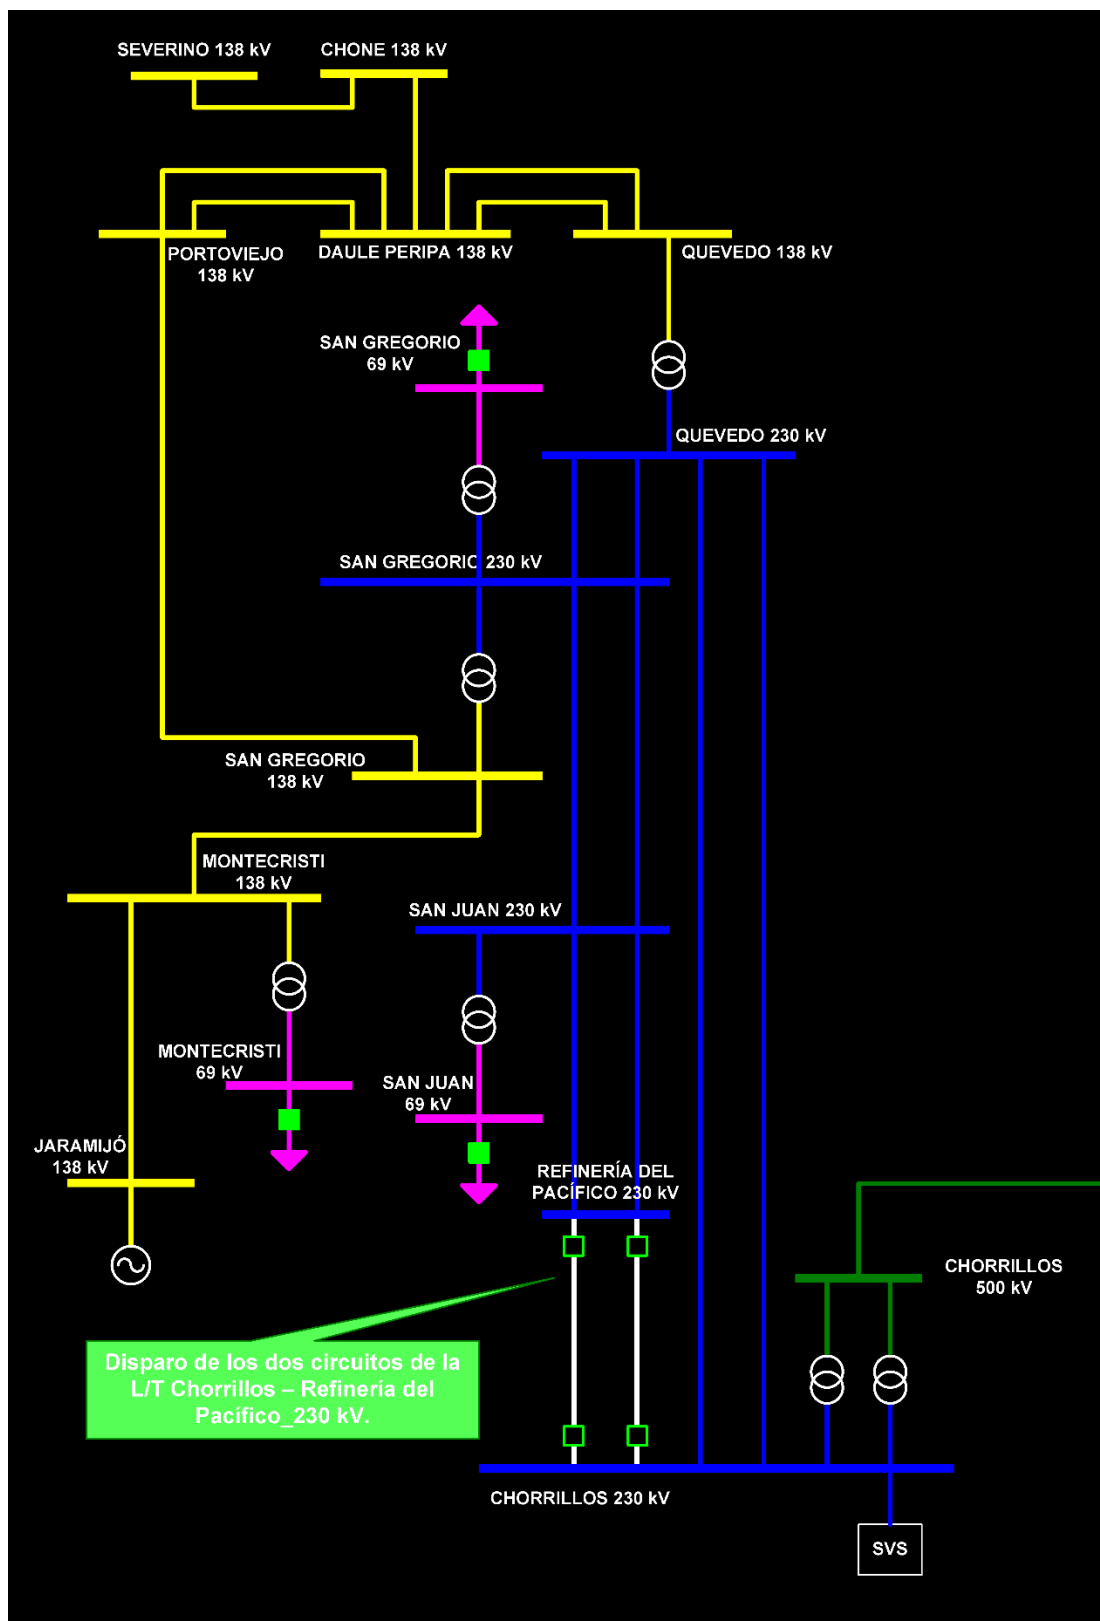 SEVERINO 138 kV
CHONE 138 kV
PORTOVIEJO
138 kV
DAULE PERIPA 138 kV
QUEVEDO 138 kV
SAN GREGORIO
69 kV
QUEVEDO 230 kV
SAN GREGORIO 230 kV
SAN GREGORIO
138 kV
MONTECRISTI
138 kV
SAN JUAN 230 kV
MONTECRISTI
69 kV
SAN JUAN
69 kV
JARAMIJÓ
138 kV
REFINERÍA DEL
PACÍFICO 230 kV
CHORRILLOS
500 kV
Disparo de los dos circuitos de la
L/T Chorrillos – Refinería del
Pacífico_230 kV.
CHORRILLOS 230 kV
SVS